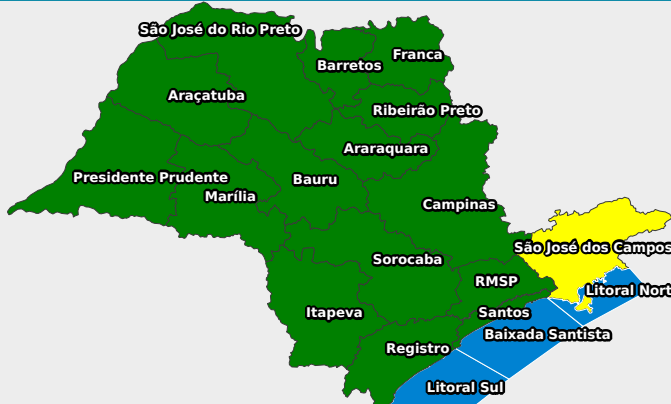 São José do Rio Preto
Franca
Barretos
Araçatuba
Ribeirão Preto
Araraquara
Presidente Prudente
Bauru
Marília
Campinas
São José dos Campos
Sorocaba
RMSP
Litoral Nort
Itapeva
Santos
Baixada Santista
Registro
Litoral Sul